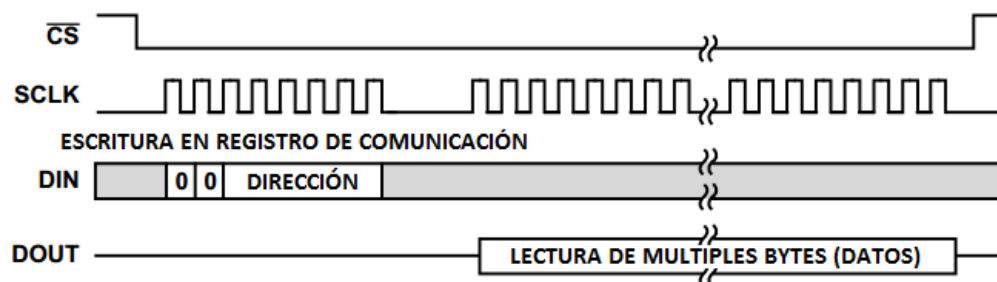 CS
SCLK
ESCRITURA EN REGISTRO DE COMUNICACIÓN
DIN 0 0 DIRECCIÓN
DOUT LECTURA DE MULTIPLES BYTES (DATOS)